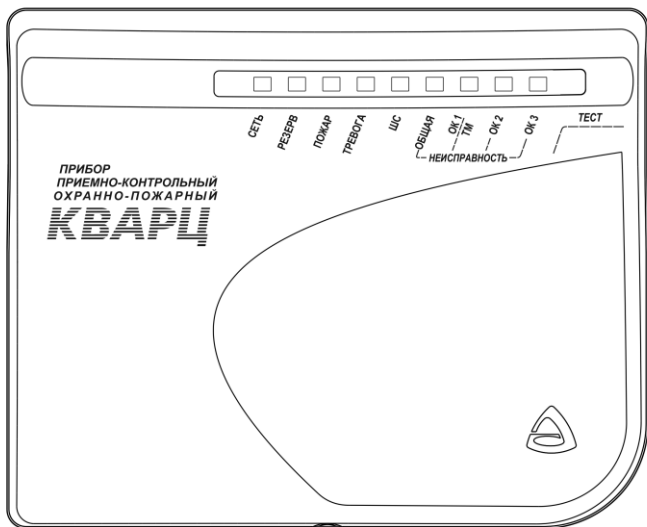 СЕТЬ
РЕЗЕРВ
ПОЖАР
ТРЕВОГА
ШС
ОБЩАЯ
ОК 1
ТМ
ОК 2
ОК 3
ТЕСТ
НЕИСПРАВНОСТЬ
ПРИБОР
ПРИЕМНО-КОНТРОЛЬНЫЙ
ОХРАННО-ПОЖАРНЫЙ
КВАРЦ